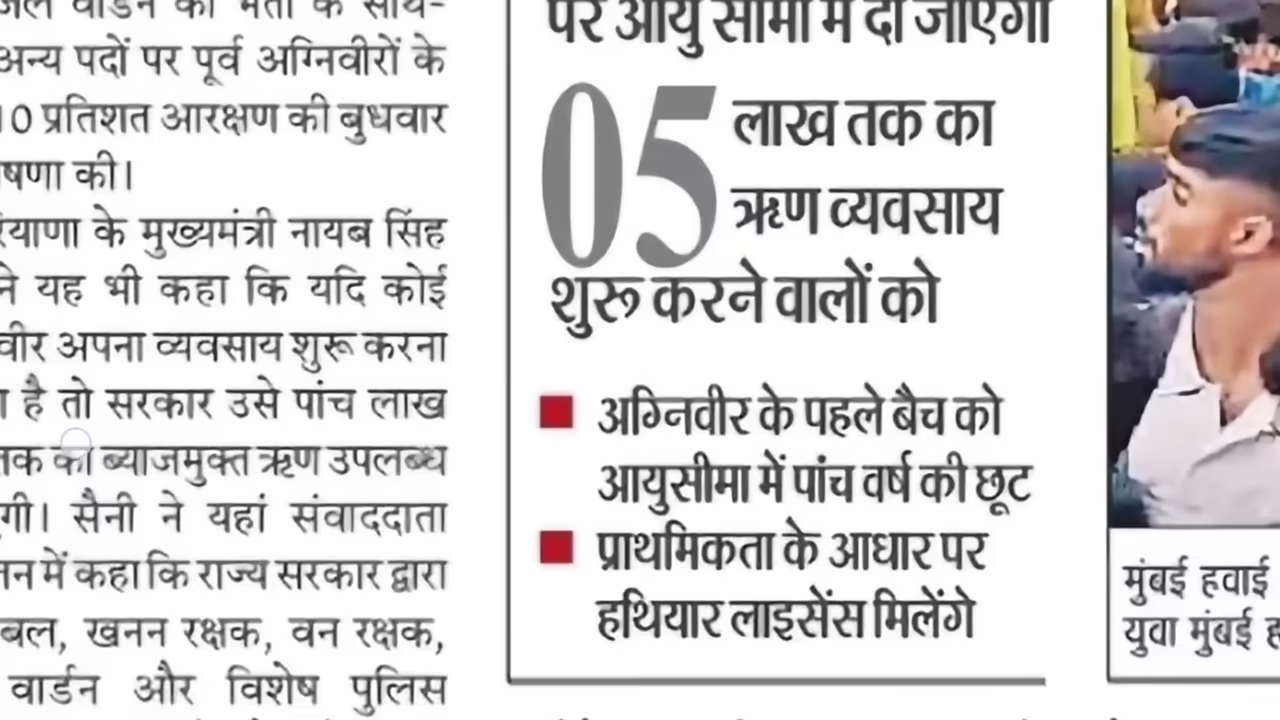 अन्य पदों पर पूर्व अग्निवीरों के
10 प्रतिशत आरक्षण की बुधवार
षणा की।
रियाणा के मुख्यमंत्री नायब सिंह
ने यह भी कहा कि यदि कोई
वीर अपना व्यवसाय शुरू करना
है तो सरकार उसे पांच लाख
तक का ब्याजमुक्त ऋण उपलब्ध
गी। सैनी ने यहां संवाददाता
में कहा कि राज्य सरकार द्वारा
बल, खनन रक्षक, वन रक्षक,
वार्डन और विशेष पुलिस
पर आयु सीमा में दी जाएगी
05 लाख तक का
ऋण व्यवसाय
शुरू करने वालों को
अग्निवीर के पहले बैच को
आयुसीमा में पांच वर्ष की छूट
प्राथमिकता के आधार पर
हथियार लाइसेंस मिलेंगे
मुंबई हवाई
युवा मुंबई ह